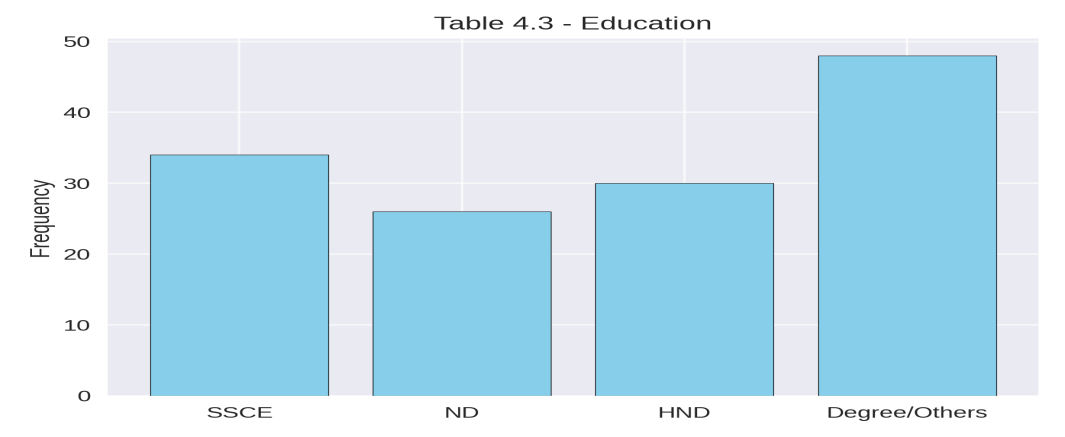 Table 4.3 - Education
Frequency
50
40
30
20
10
0
SSCE ND HND Degree/Others